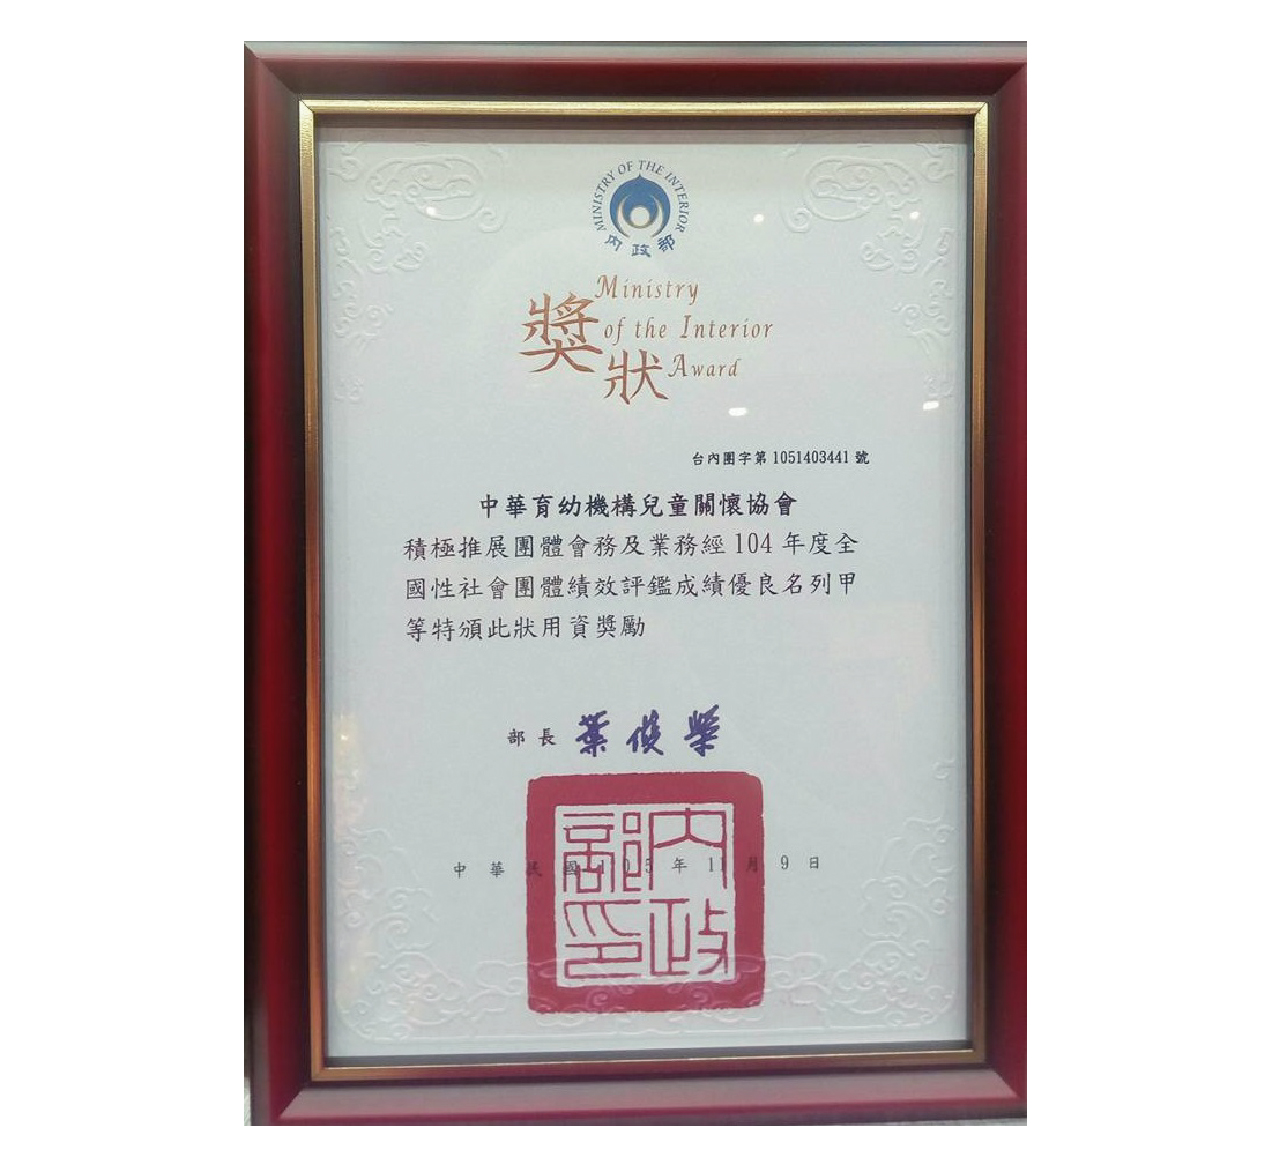 MINISTRY OF THE INTERIOR
內政部
獎狀
Ministry
of the Interior
Award
台內團字第 1051403441 號
中華育幼機構兒童關懷協會
積極推展團體會務及業務經 104 年度全
國性社會團體績效評鑑成績優良名列甲
等特頒此狀用資獎勵
部長 葉俊榮
中華民國 105 年 11 月 9 日
內政部印